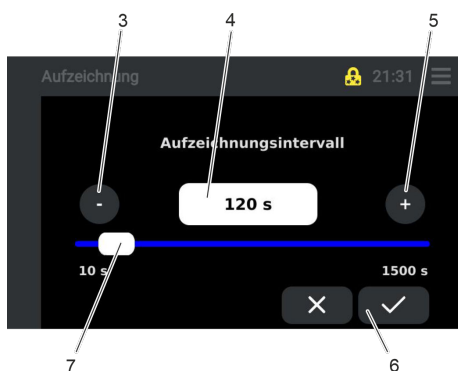 3 4 5
Aufzeichnung 21:31
Aufzeichnungsintervall
- 120 s +
10 s 1500 s
7 6